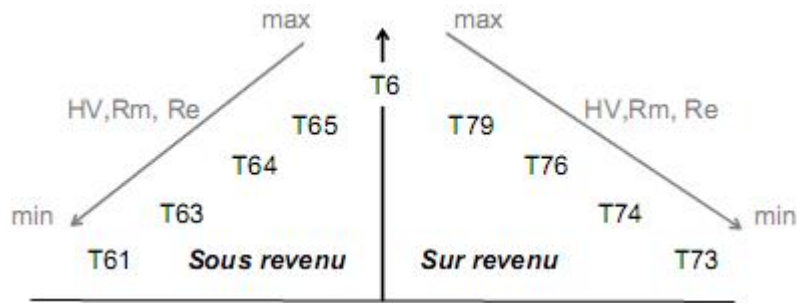 max max
T6
HV,Rm, Re HV,Rm, Re
T65 T79
T64 T76
min T63 T74 min
T61 Sous revenu Sur revenu T73